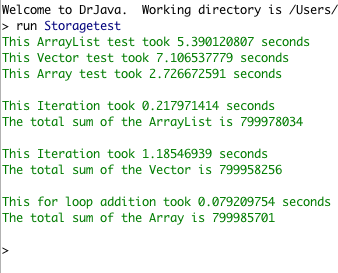 Welcome to DrJava.  Working directory is /Users/
> run Storagetest
This ArrayList test took 5.390120807 seconds
This Vector test took 7.106537779 seconds
This Array test took 2.726672591 seconds

This Iteration took 0.217971414 seconds
The total sum of the ArrayList is 799978034

This Iteration took 1.18546939 seconds
The total sum of the Vector is 799958256

This for loop addition took 0.079209754 seconds
The total sum of the Array is 799985701

>